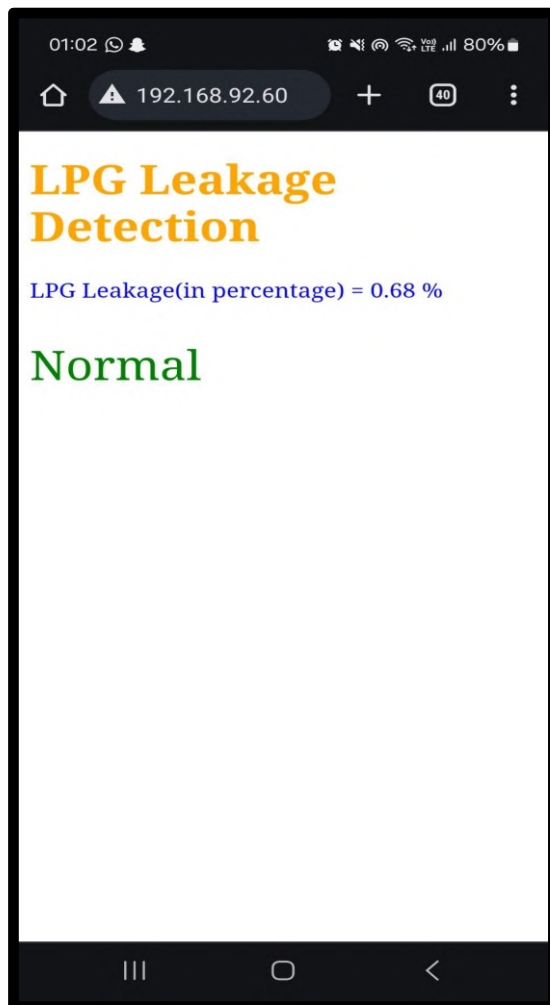 01:02 80%
192.168.92.60 40
LPG Leakage
Detection
LPG Leakage(in percentage) = 0.68 %
Normal